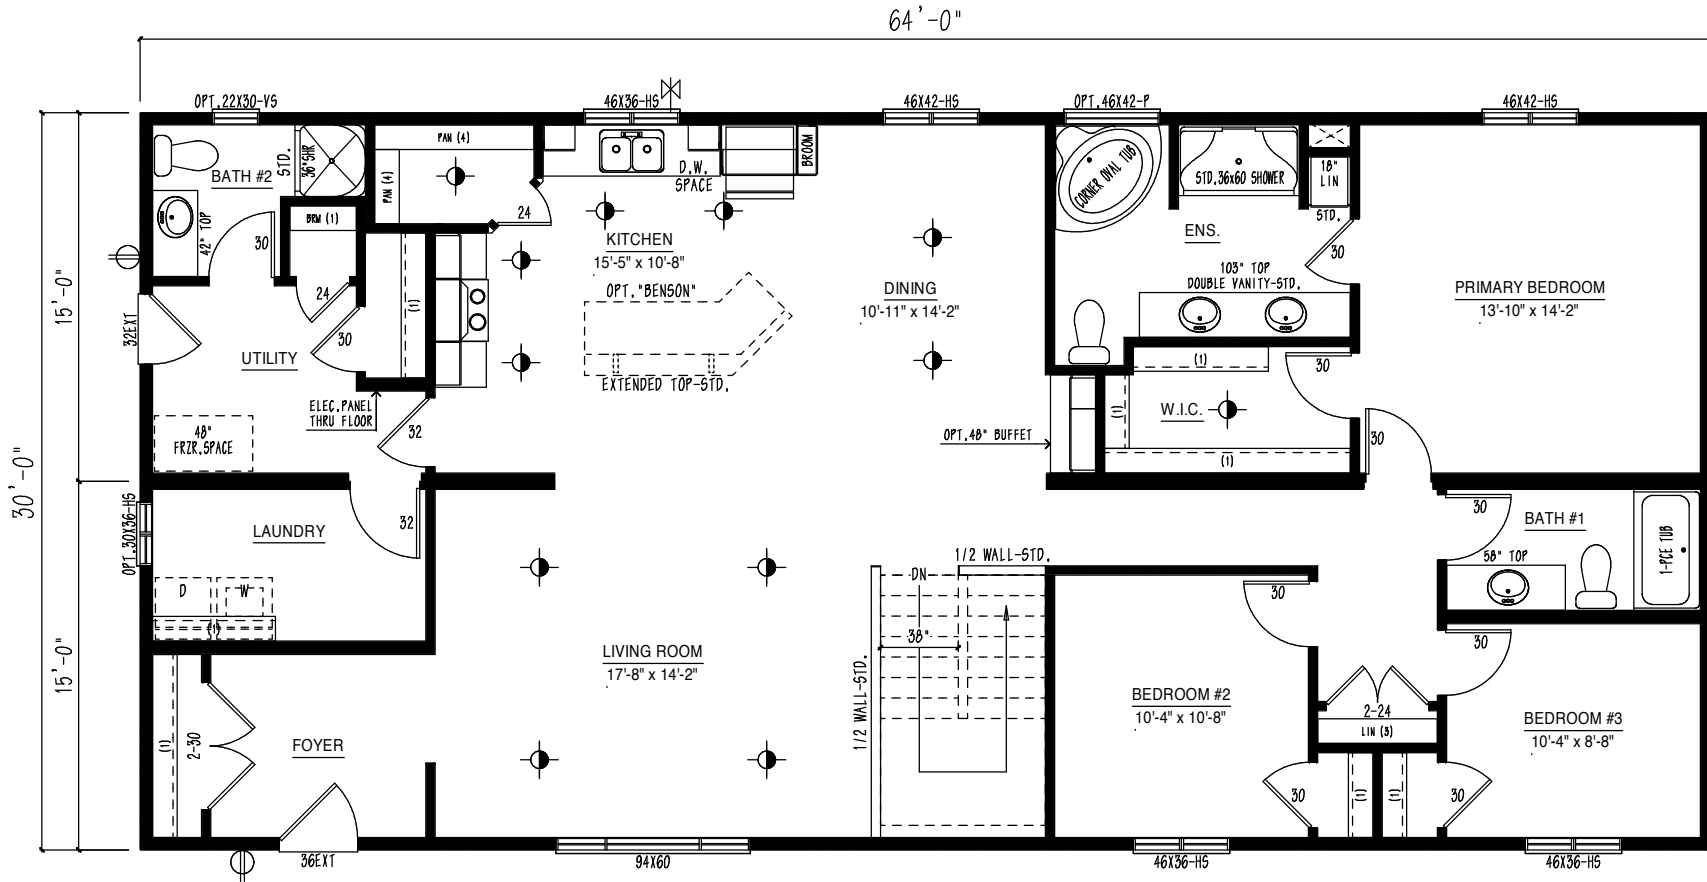 64'-0"
OPT.22X30-VS
46X36-HS
46X42-HS
OPT.46X42-P
46X42-HS
30'-0"
15'-0"
15'-0"
BATH #2
STD.
36"SHR
42" TOP
30
BRM (1)
24
PAN (4)
PAN (4)
24
D.W.
SPACE
BROOM
KITCHEN
15'-5" x 10'-8"
OPT."BENSON"
EXTENDED TOP-STD.
DINING
10'-11" x 14'-2"
CORNER OVAL TUB
STD.36x60 SHOWER
18"
LIN
STD.
ENS.
30
103" TOP
DOUBLE VANITY-STD.
PRIMARY BEDROOM
13'-10" x 14'-2"
32EXT
UTILITY
30
(1)
ELEC.PANEL
THRU FLOOR
32
48"
FRZR.SPACE
OPT.48" BUFFET
(1)
(1)
W.I.C.
(1)
30
30
OPT.30X36-HS
LAUNDRY
32
D
W
(1)
1/2 WALL-STD.
DN
38"
1/2 WALL-STD.
30
BATH #1
58" TOP
1-PCE TUB
30
30
LIVING ROOM
17'-8" x 14'-2"
BEDROOM #2
10'-4" x 10'-8"
2-24
LIN (3)
BEDROOM #3
10'-4" x 8'-8"
(1)
2-30
FOYER
30
(1)
(1)
30
36EXT
94X60
46X36-HS
46X36-HS